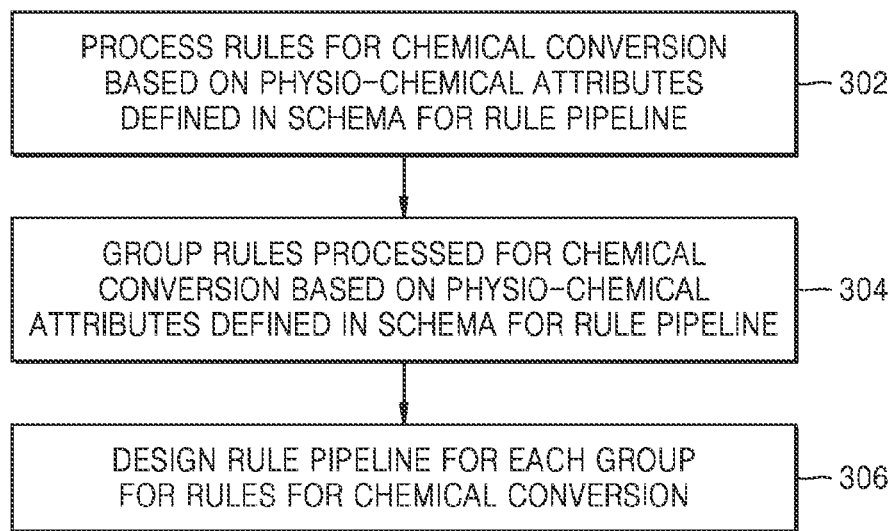 PROCESS RULES FOR CHEMICAL CONVERSION
BASED ON PHYSIO-CHEMICAL ATTRIBUTES
DEFINED IN SCHEMA FOR RULE PIPELINE
302
GROUP RULES PROCESSED FOR CHEMICAL
CONVERSION BASED ON PHYSIO-CHEMICAL
ATTRIBUTES DEFINED IN SCHEMA FOR RULE PIPELINE
304
DESIGN RULE PIPELINE FOR EACH GROUP
FOR RULES FOR CHEMICAL CONVERSION
306